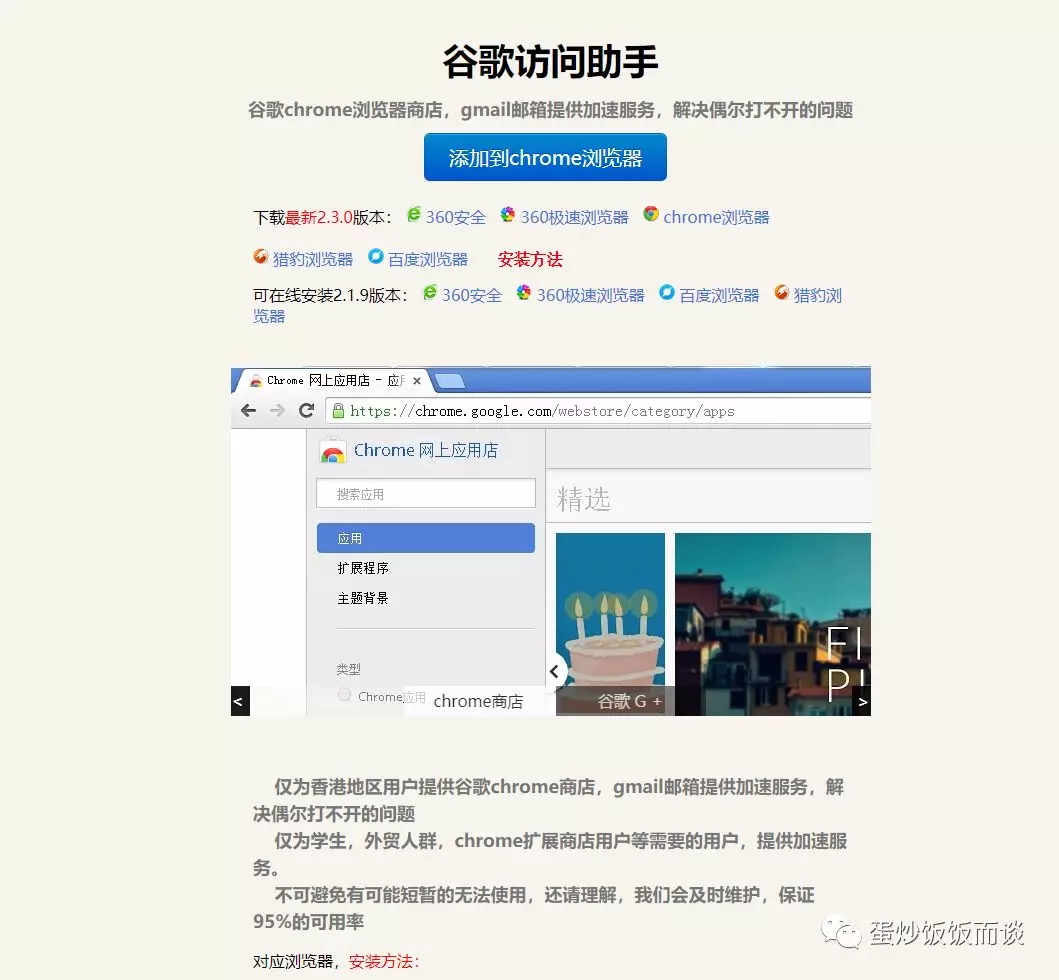 谷歌访问助手
谷歌chrome浏览器商店，gmail邮箱提供加速服务，解决偶尔打不开的问题
添加到chrome浏览器
下载最新2.3.0版本： 360安全 360极速浏览器 chrome浏览器
猎豹浏览器 百度浏览器 安装方法
可在线安装2.1.9版本： 360安全 360极速浏览器 百度浏览器 猎豹浏
览器
Chrome 网上应用店 - 应用 ×
https://chrome.google.com/webstore/category/apps
Chrome 网上应用店
搜索应用
精选
应用
扩展程序
主题背景
FI
P
类型
Chrome应用
chrome商店
谷歌 G +
<
>
仅为香港地区用户提供谷歌chrome商店，gmail邮箱提供加速服务，解
决偶尔打不开的问题
仅为学生，外贸人群，chrome扩展商店用户等需要的用户，提供加速服
务。
不可避免有可能短暂的无法使用，还请理解，我们会及时维护，保证
95%的可用率
蛋炒饭饭而谈
对应浏览器，安装方法：